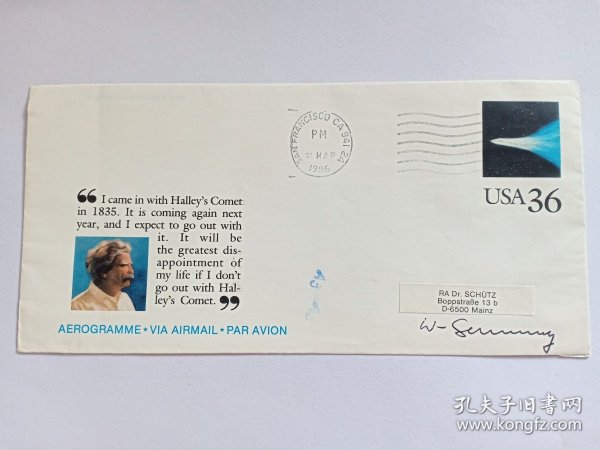 SAN FRANCISCO CA 941 2A
PM
31 MAR
1986
USA 36
❝ I came in with Halley's Comet
in 1835. It is coming again next
year, and I expect to go out with
it. It will be
the greatest dis-
appointment of
my life if I don't
go out with Hal-
ley's Comet. ❞
RA Dr. SCHÜTZ
Boppstraße 13 b
D-6500 Mainz
AEROGRAMME ★ VIA AIRMAIL ★ PAR AVION
孔夫子旧书网
www.kongfz.com